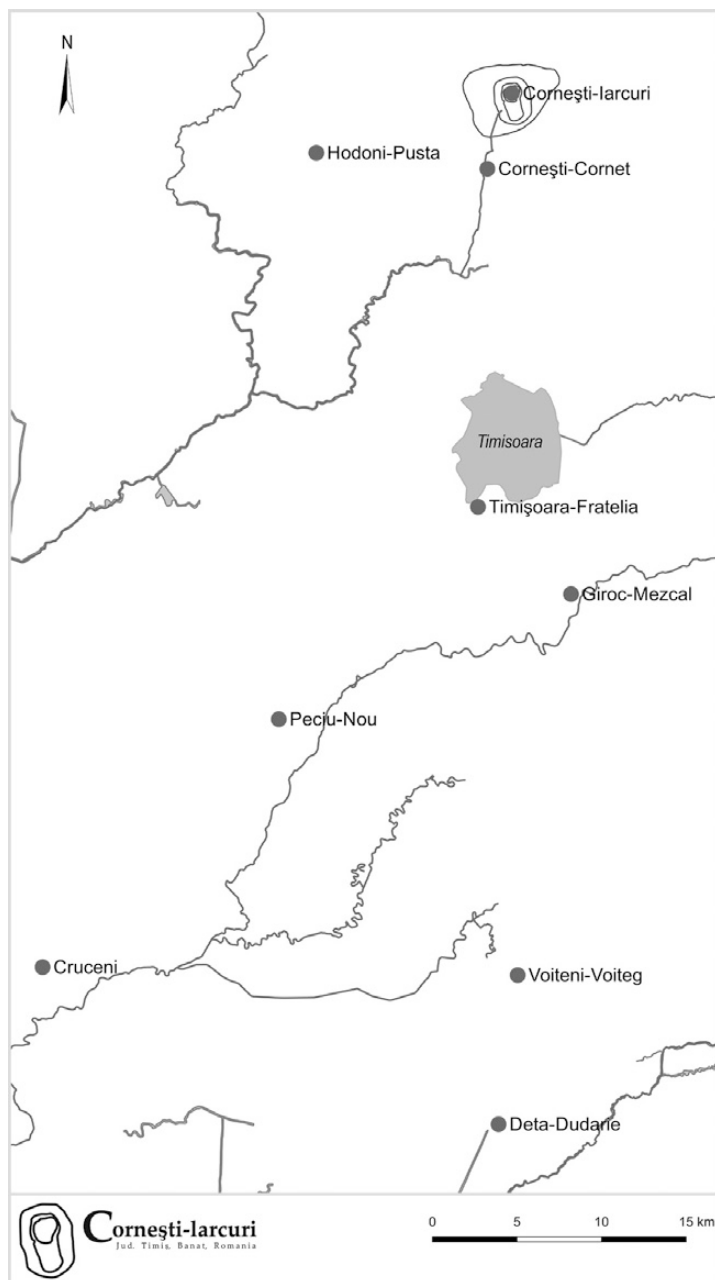 N
Corneşti-Iarcuri
Hodoni-Pusta
Corneşti-Cornet
Timisoara
Timişoara-Fratelia
Giroc-Mezcal
Peciu-Nou
Cruceni
Voiteni-Voiteg
Deta-Dudarie
Corneşti-Iarcuri
Jud. Timiş, Banat, Romania
0 5 10 15 km